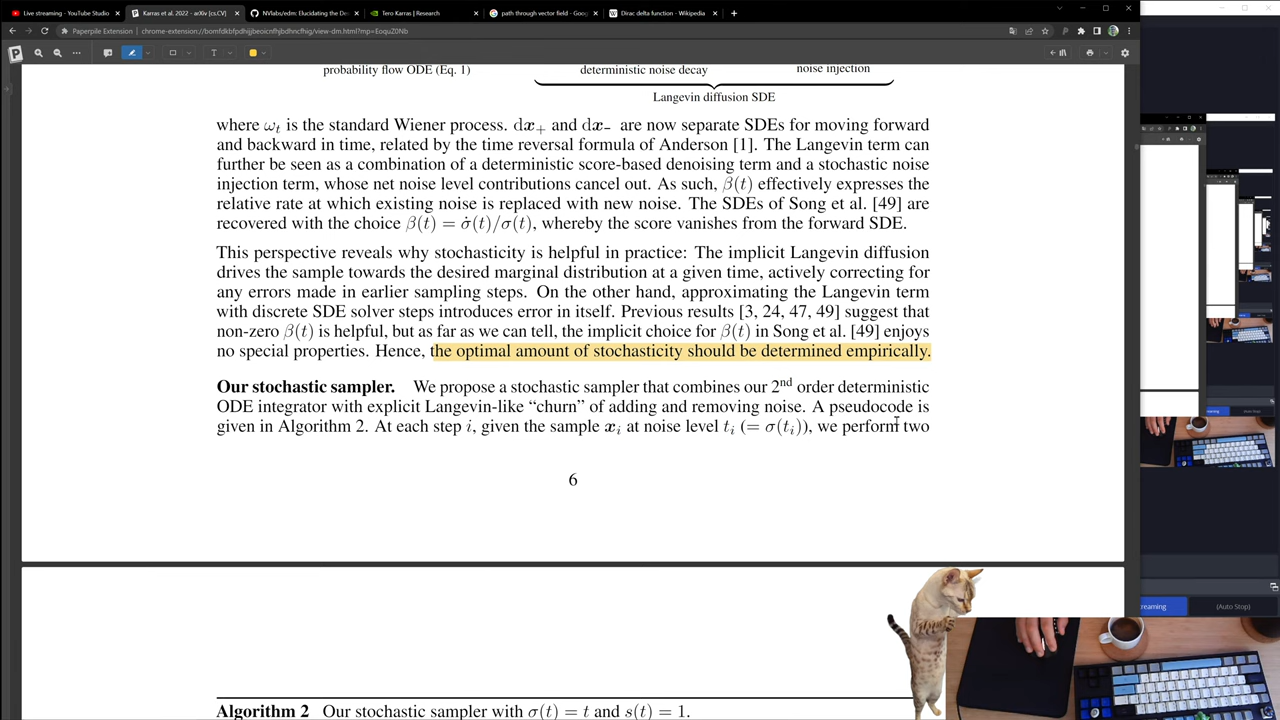 Live streaming - YouTube Studio
Karras et al. 2022 - arXiv [cs.CV]
NVlabs/edm: Elucidating the De
Tero Karras | Research
path through vector field - Goog
Dirac delta function - Wikipedia
Paperpile Extension | chrome-extension://bomfdkbfpdhijjbeoicnfhjbdhncfhig/view-dm.html?mp=EoquZ0Nb
probability flow ODE (Eq. 1)
deterministic noise decay
noise injection
Langevin diffusion SDE
where ω_t is the standard Wiener process. dx₊ and dx₋ are now separate SDEs for moving forward
and backward in time, related by the time reversal formula of Anderson [1]. The Langevin term can
further be seen as a combination of a deterministic score-based denoising term and a stochastic noise
injection term, whose net noise level contributions cancel out. As such, β(t) effectively expresses the
relative rate at which existing noise is replaced with new noise. The SDEs of Song et al. [49] are
recovered with the choice β(t) = σ̇(t)/σ(t), whereby the score vanishes from the forward SDE.
This perspective reveals why stochasticity is helpful in practice: The implicit Langevin diffusion
drives the sample towards the desired marginal distribution at a given time, actively correcting for
any errors made in earlier sampling steps. On the other hand, approximating the Langevin term
with discrete SDE solver steps introduces error in itself. Previous results [3, 24, 47, 49] suggest that
non-zero β(t) is helpful, but as far as we can tell, the implicit choice for β(t) in Song et al. [49] enjoys
no special properties. Hence, the optimal amount of stochasticity should be determined empirically.
Our stochastic sampler. We propose a stochastic sampler that combines our 2nd order deterministic
ODE integrator with explicit Langevin-like “churn” of adding and removing noise. A pseudocode is
given in Algorithm 2. At each step i, given the sample x_i at noise level t_i (= σ(t_i)), we perform two
6
Algorithm 2 Our stochastic sampler with σ(t) = t and s(t) = 1.
reaming
(Auto Stop)